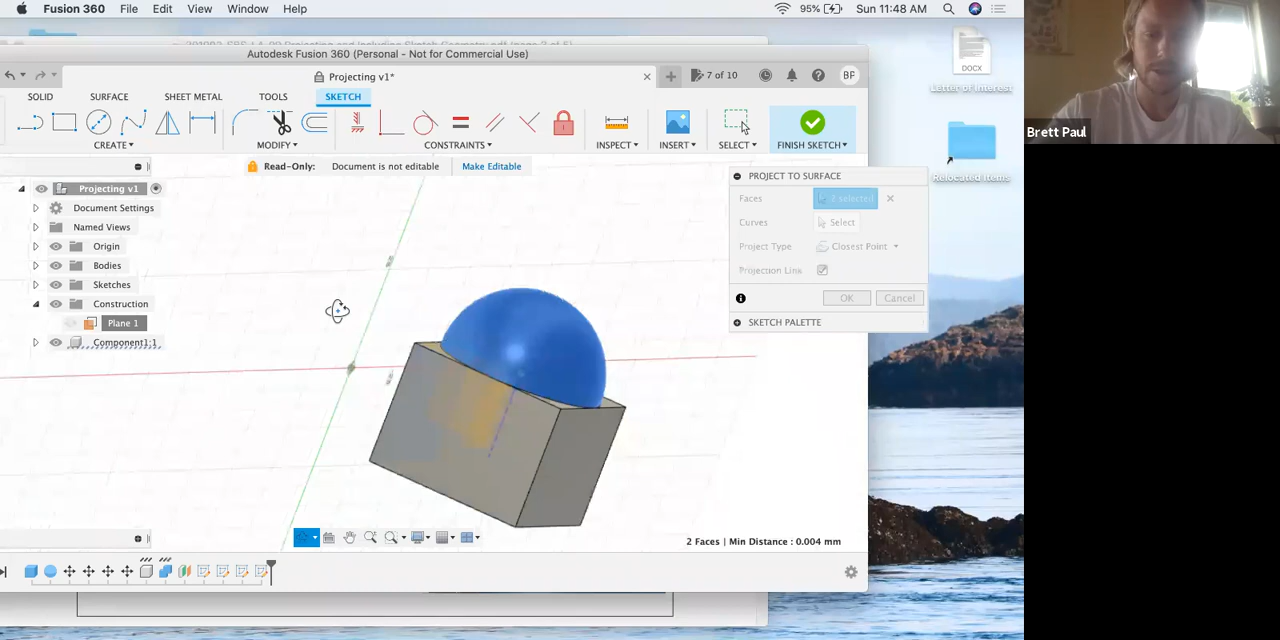 Fusion 360 File Edit View Window Help 95% Sun 11:48 AM
Autodesk Fusion 360 (Personal - Not for Commercial Use)
Projecting v1* 7 of 10 BF
SOLID SURFACE SHEET METAL TOOLS SKETCH
CREATE MODIFY CONSTRAINTS INSPECT INSERT SELECT FINISH SKETCH
Read-Only: Document is not editable Make Editable
PROJECT TO SURFACE
Projecting v1
Faces 2 selected
Document Settings
Curves Select
Named Views
Project Type Closest Point
Origin
Projection Link
Bodies
Sketches
OK Cancel
Construction
SKETCH PALETTE
Plane 1
Component1:1
2 Faces | Min Distance : 0.004 mm
DOCX
Letter of Interest
Relocated Items
Brett Paul